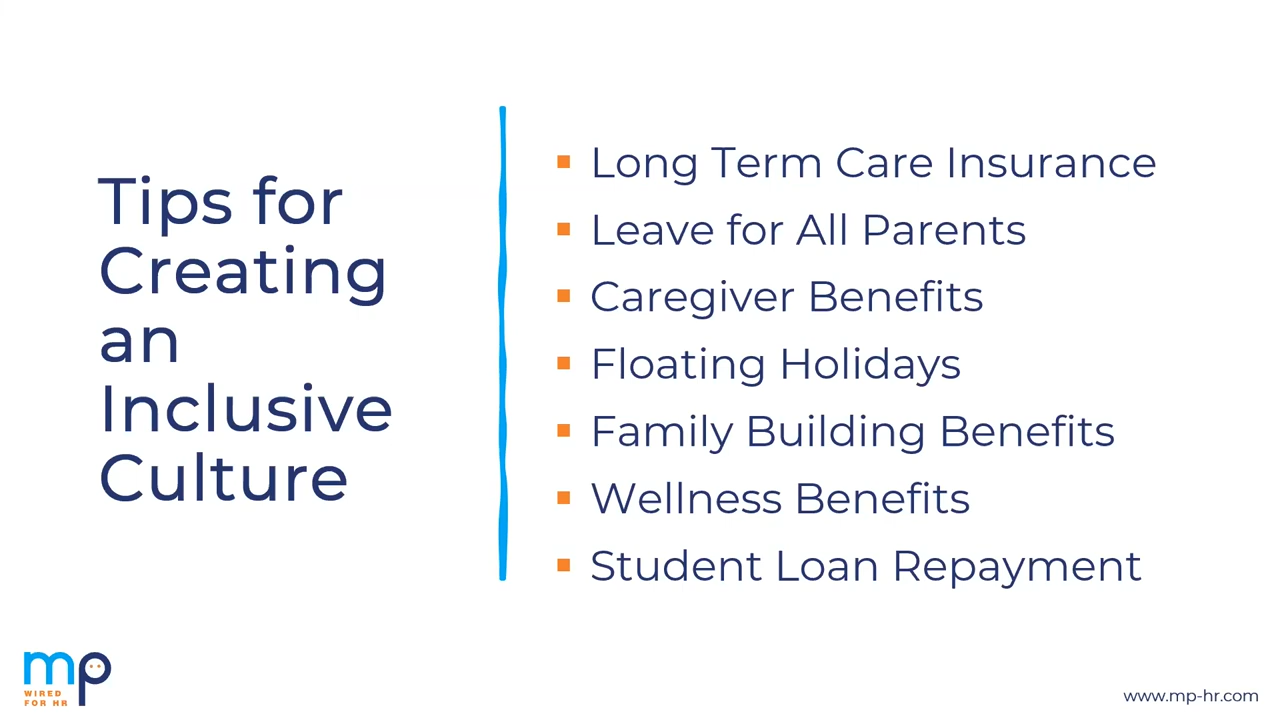 Tips for
Creating
an
Inclusive
Culture
Long Term Care Insurance
Leave for All Parents
Caregiver Benefits
Floating Holidays
Family Building Benefits
Wellness Benefits
Student Loan Repayment
mp
WIRED
FOR HR
www.mp-hr.com